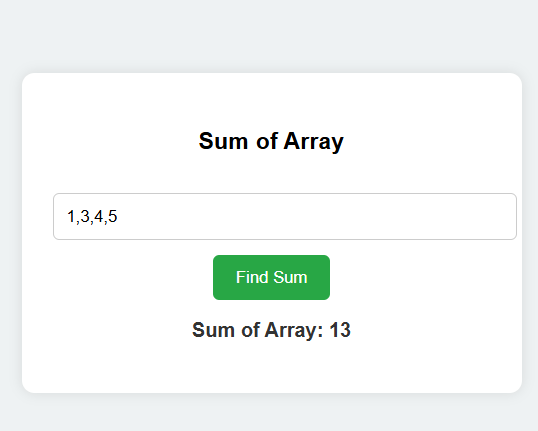 Sum of Array
1,3,4,5
Find Sum
Sum of Array: 13